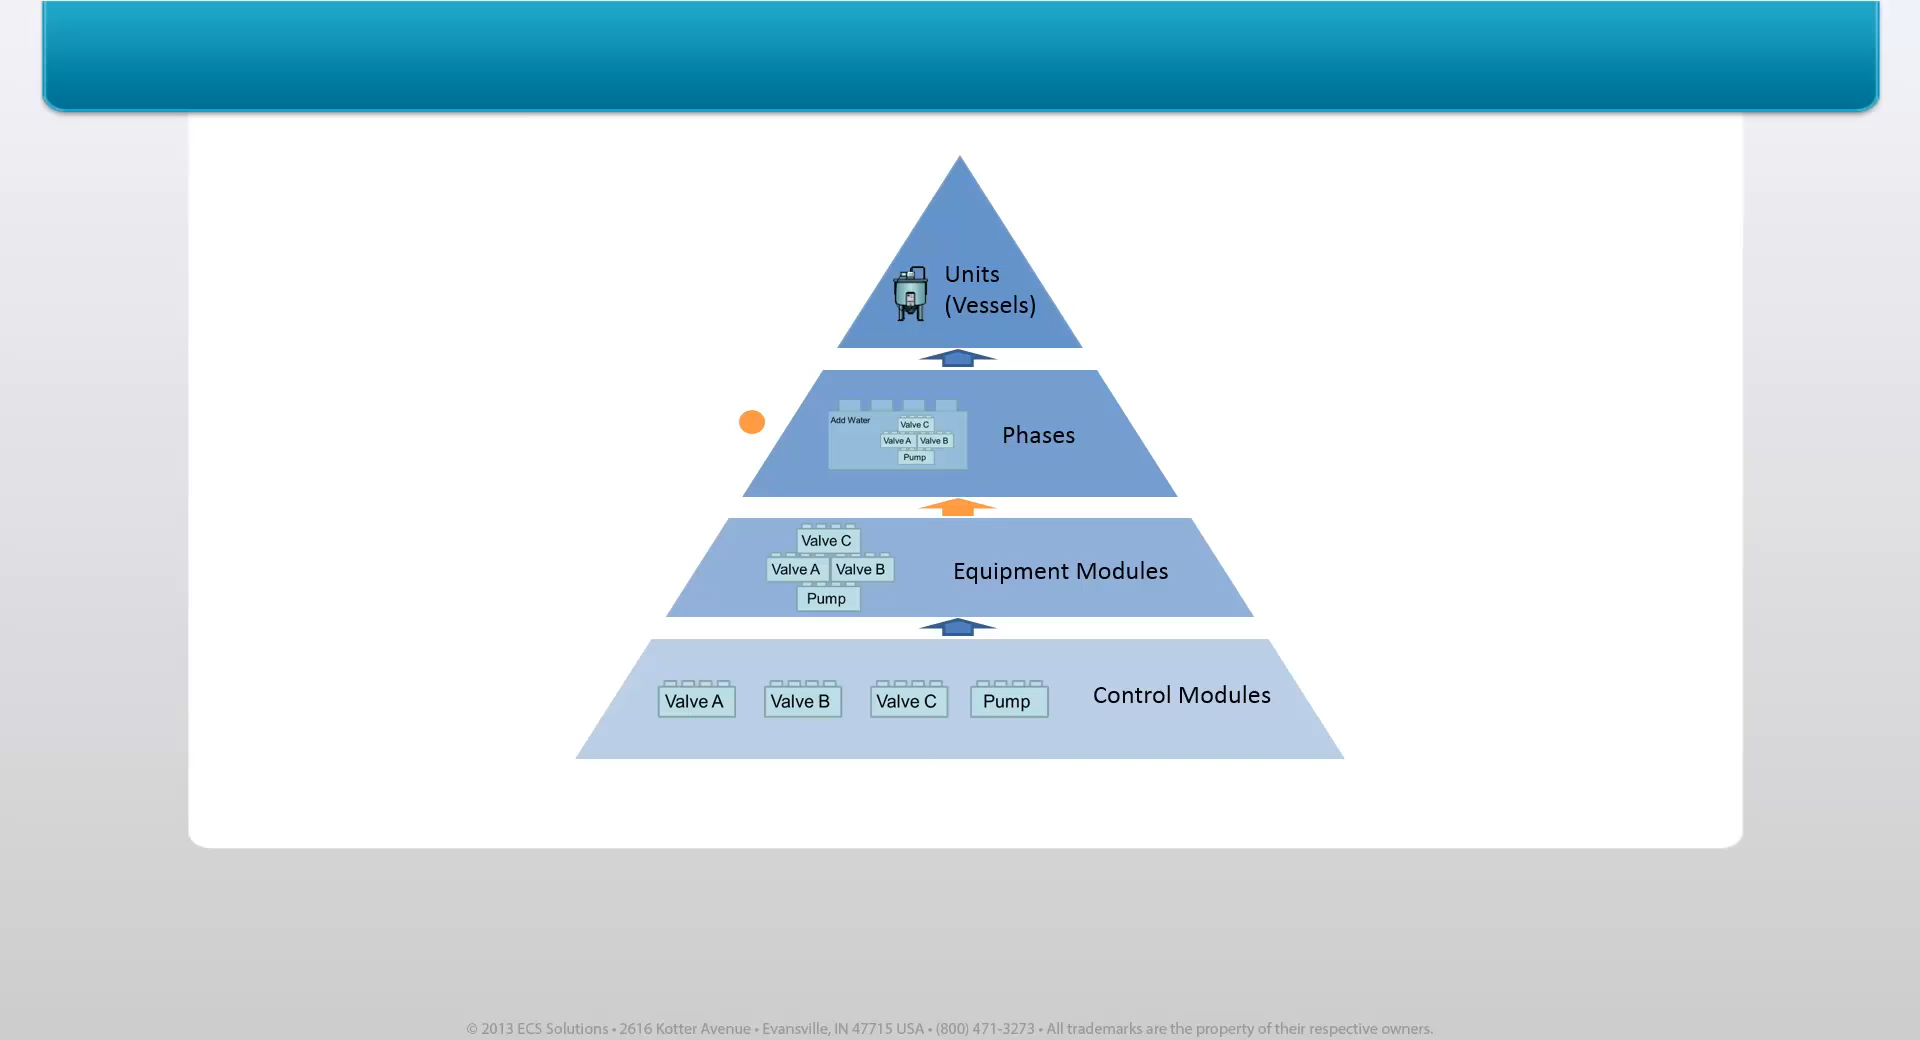 Units
(Vessels)
Add Water
Valve C
Valve A Valve B
Pump
Phases
Valve C
Valve A Valve B
Pump
Equipment Modules
Valve A Valve B Valve C Pump
Control Modules
© 2013 ECS Solutions • 2616 Kotter Avenue • Evansville, IN 47715 USA • (800) 471-3273 • All trademarks are the property of their respective owners.